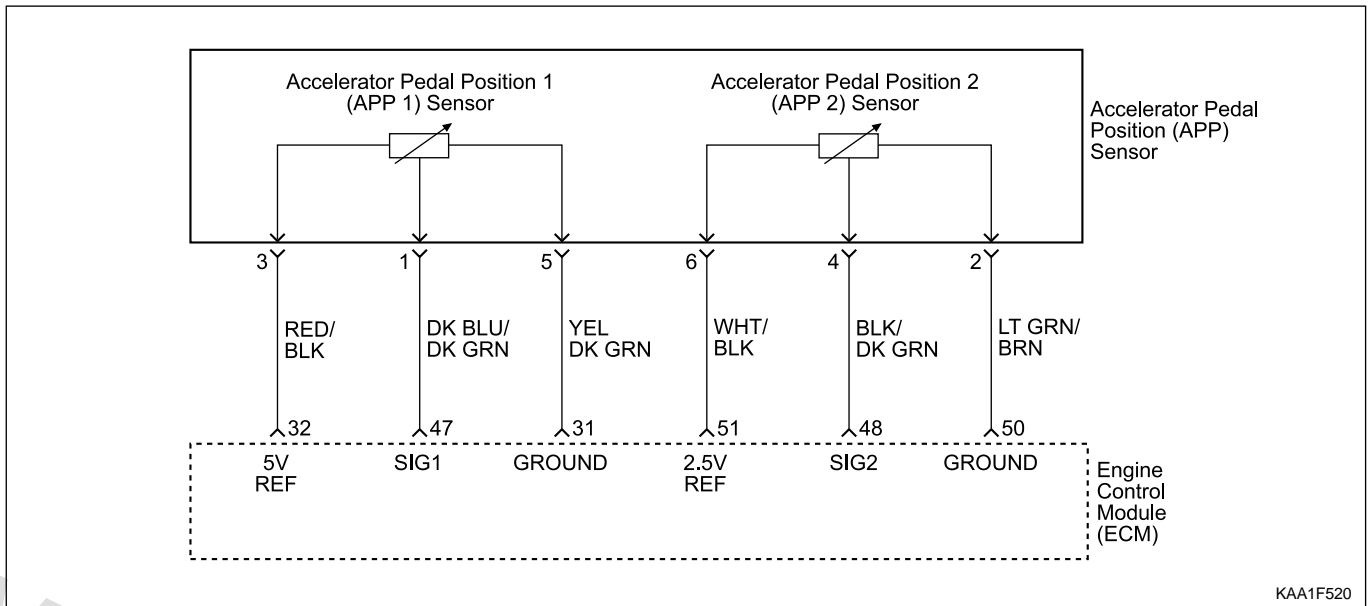 Accelerator Pedal Position 1
(APP 1) Sensor
Accelerator Pedal Position 2
(APP 2) Sensor
Accelerator Pedal
Position (APP)
Sensor
3
1
5
6
4
2
RED/
BLK
DK BLU/
DK GRN
YEL
DK GRN
WHT/
BLK
BLK/
DK GRN
LT GRN/
BRN
32
47
31
51
48
50
5V
REF
SIG1
GROUND
2.5V
REF
SIG2
GROUND
Engine
Control
Module
(ECM)
KAA1F520